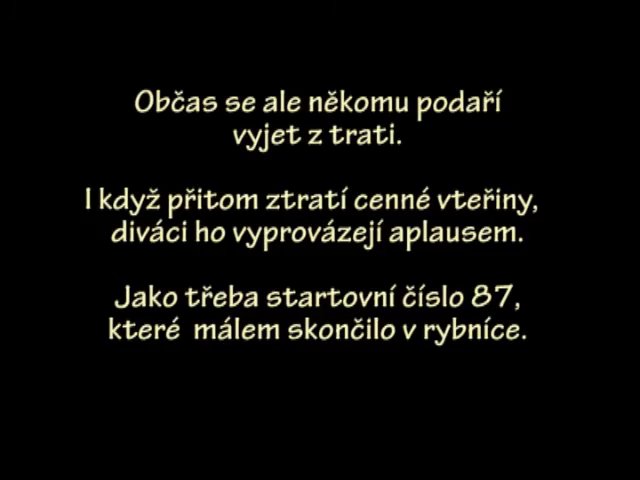 Občas se ale někomu podaří
vyjet z trati.
I když přitom ztratí cenné vteřiny,
diváci ho vyprovázejí aplausem.
Jako třeba startovní číslo 87,
které málem skončilo v rybníce.